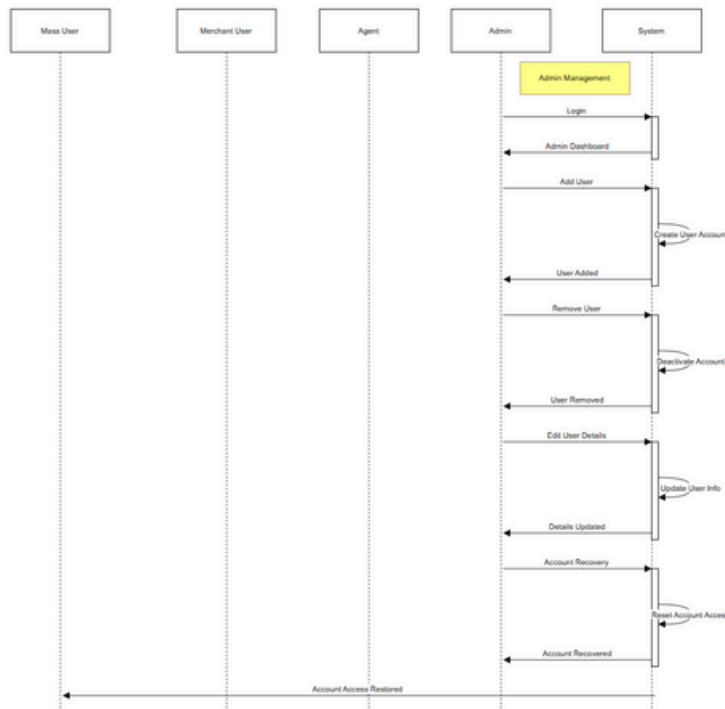 Mass User
Merchant User
Agent
Admin
System
Admin Management
Login
Admin Dashboard
Add User
Create User Account
User Added
Remove User
Deactivate Account
User Removed
Edit User Details
Update User Info
Details Updated
Account Recovery
Reset Account Acces
Account Recovered
Account Access Restored